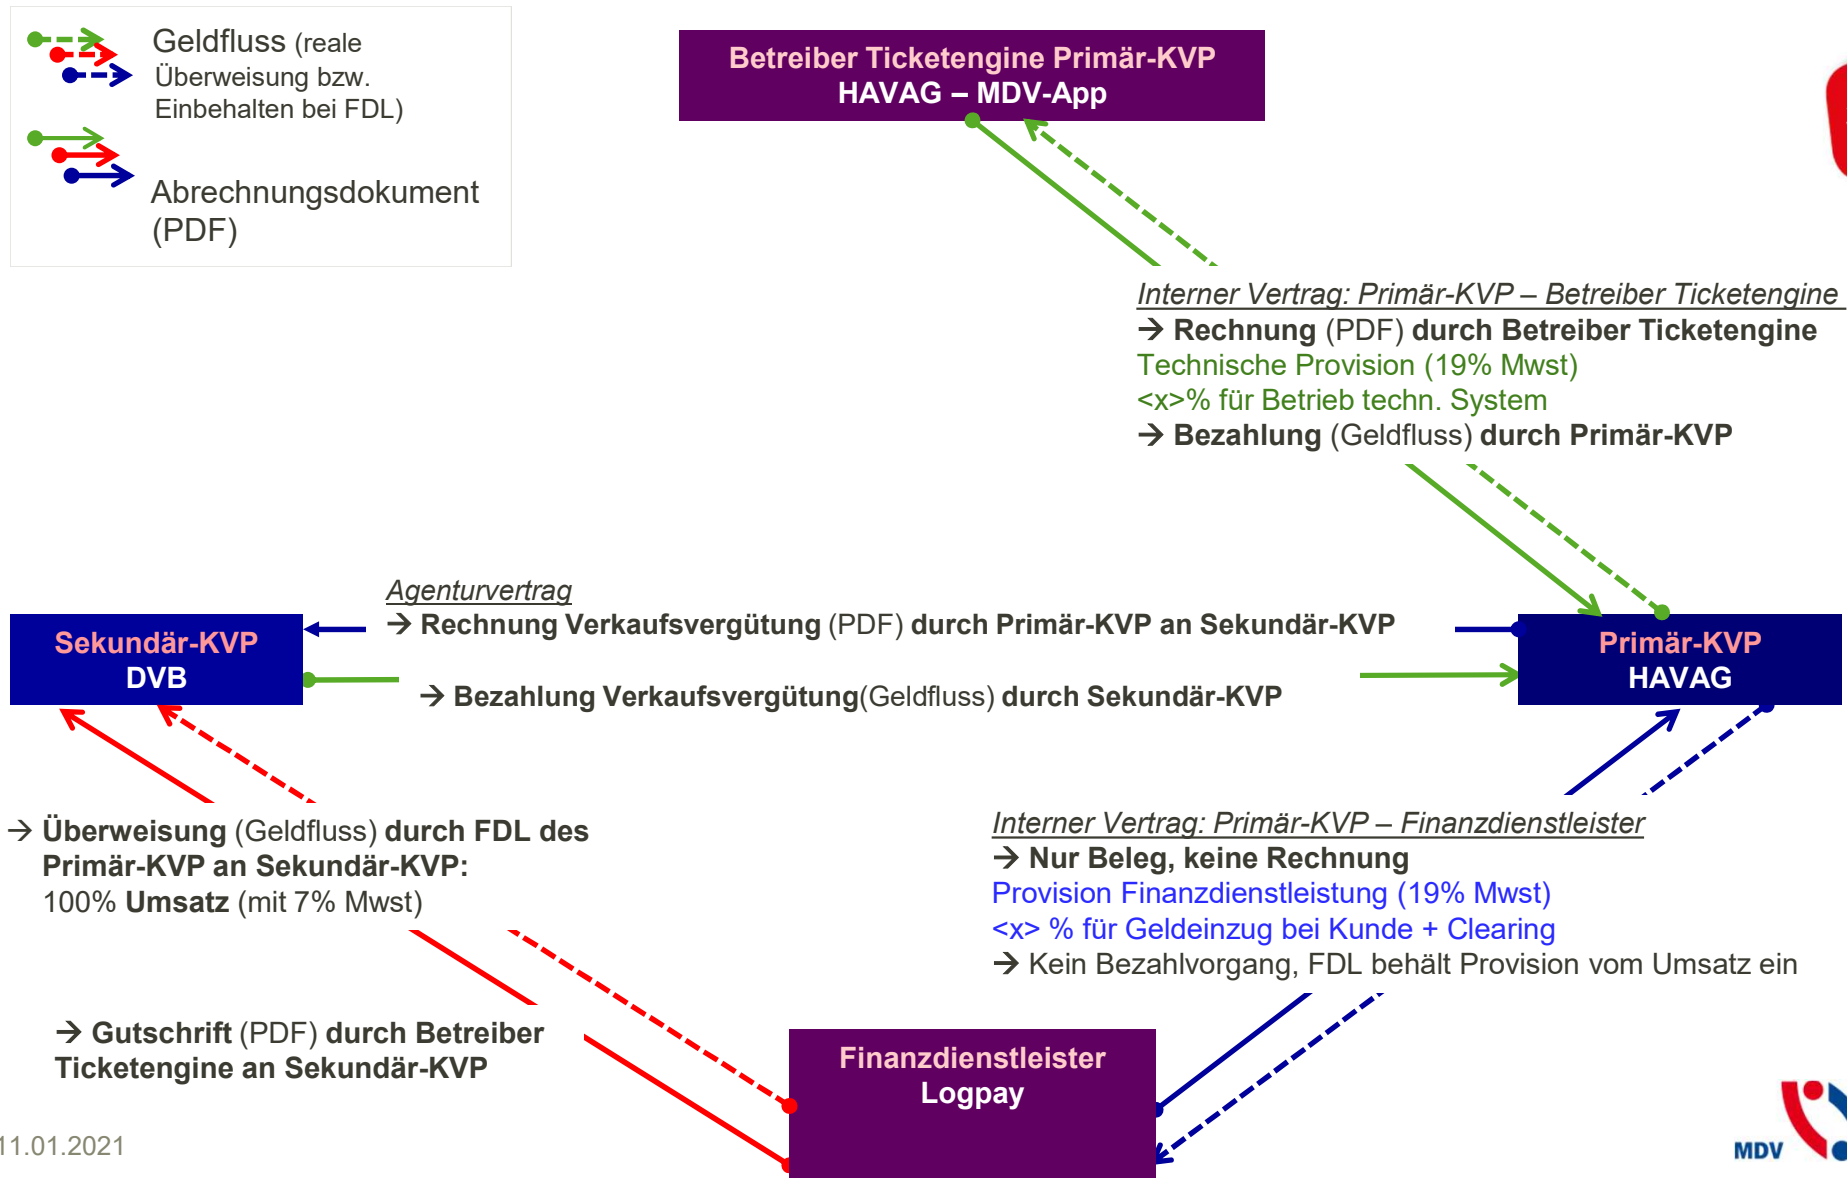 Geldfluss (reale
Überweisung bzw.
Einbehalten bei FDL)
Abrechnungsdokument
(PDF)
Betreiber Ticketengine Primär-KVP
HAVAG – MDV-App
Interner Vertrag: Primär-KVP – Betreiber Ticketengine
→ Rechnung (PDF) durch Betreiber Ticketengine
Technische Provision (19% Mwst)
<x>% für Betrieb techn. System
→ Bezahlung (Geldfluss) durch Primär-KVP
Agenturvertrag
→ Rechnung Verkaufsvergütung (PDF) durch Primär-KVP an Sekundär-KVP
→ Bezahlung Verkaufsvergütung(Geldfluss) durch Sekundär-KVP
Sekundär-KVP
DVB
Primär-KVP
HAVAG
→ Überweisung (Geldfluss) durch FDL des
Primär-KVP an Sekundär-KVP:
100% Umsatz (mit 7% Mwst)
Interner Vertrag: Primär-KVP – Finanzdienstleister
→ Nur Beleg, keine Rechnung
Provision Finanzdienstleistung (19% Mwst)
<x> % für Geldeinzug bei Kunde + Clearing
→ Kein Bezahlvorgang, FDL behält Provision vom Umsatz ein
→ Gutschrift (PDF) durch Betreiber
Ticketengine an Sekundär-KVP
Finanzdienstleister
Logpay
11.01.2021
MDV